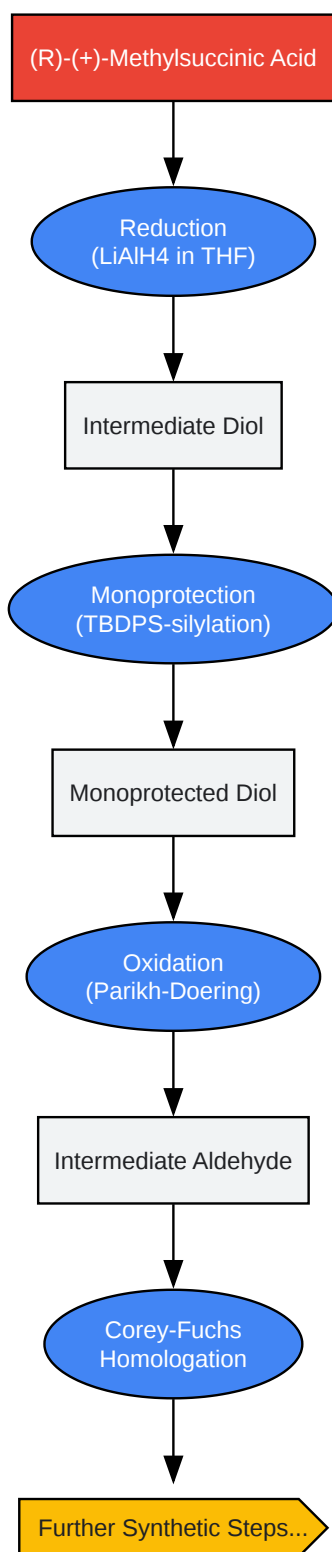 (R)-(+)-Methylsuccinic Acid
Reduction
(LiAlH4 in THF)
Intermediate Diol
Monoprotection
(TBDPS-silylation)
Monoprotected Diol
Oxidation
(Parikh-Doering)
Intermediate Aldehyde
Corey-Fuchs
Homologation
Further Synthetic Steps...